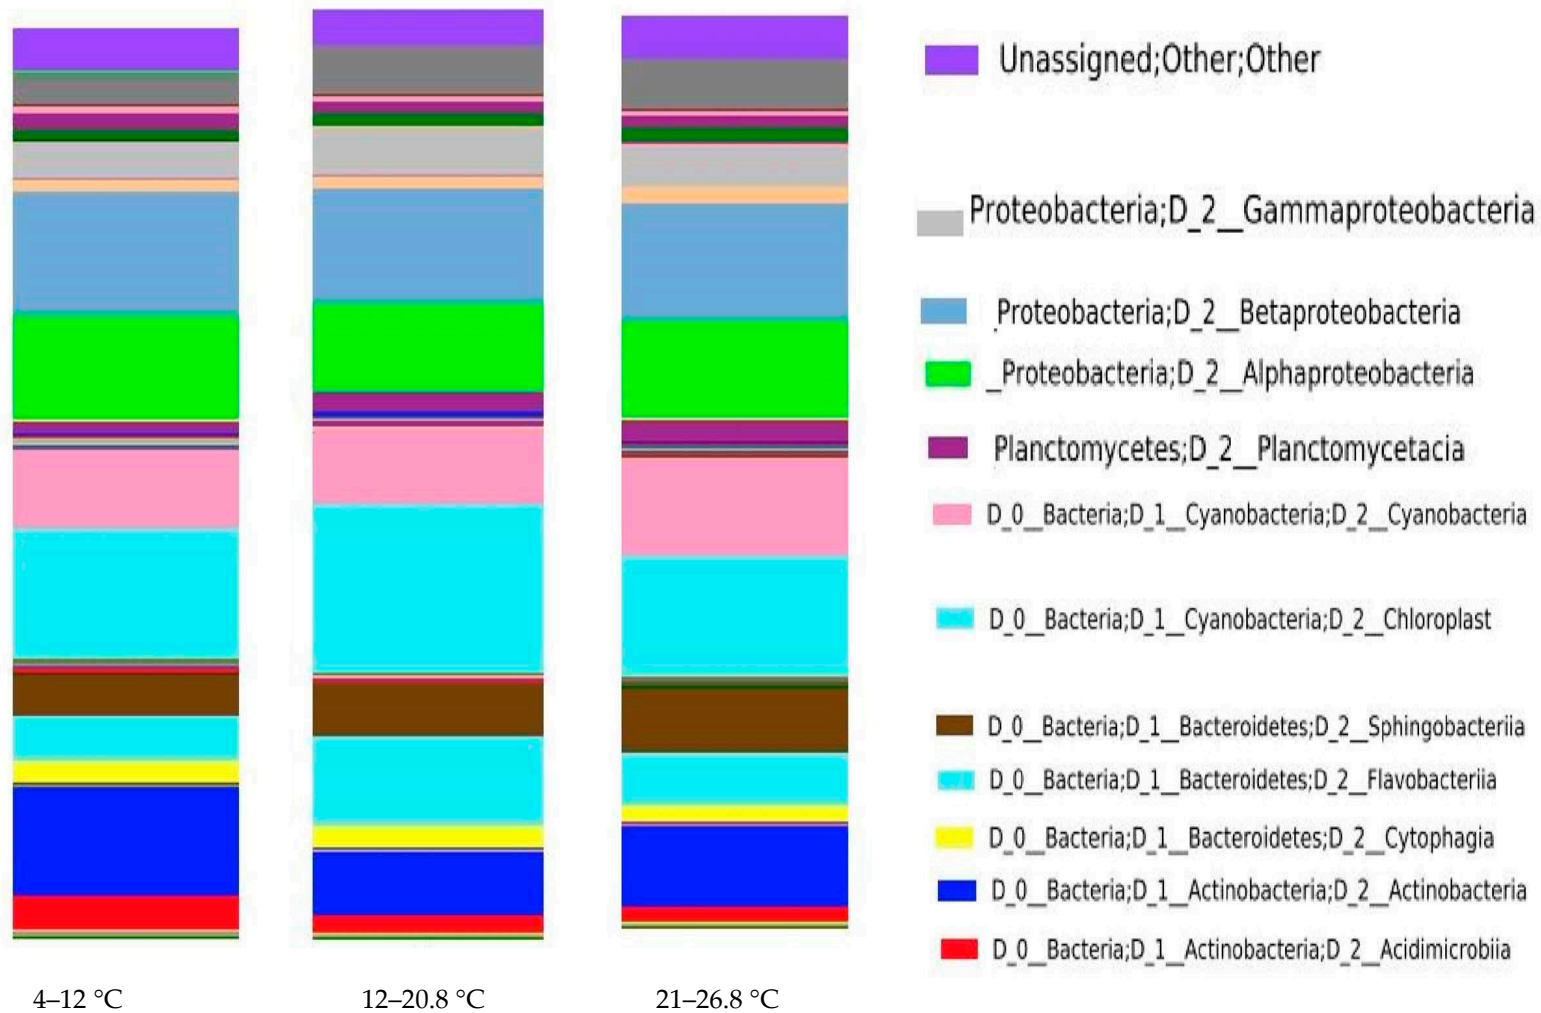 Unassigned;Other;Other
Proteobacteria;D_2__Gammaproteobacteria
Proteobacteria;D_2__Betaproteobacteria
_Proteobacteria;D_2__Alphaproteobacteria
Planctomycetes;D_2__Planctomycetacia
D_0__Bacteria;D_1__Cyanobacteria;D_2__Cyanobacteria
D_0__Bacteria;D_1__Cyanobacteria;D_2__Chloroplast
D_0__Bacteria;D_1__Bacteroidetes;D_2__Sphingobacteriia
D_0__Bacteria;D_1__Bacteroidetes;D_2__Flavobacteriia
D_0__Bacteria;D_1__Bacteroidetes;D_2__Cytophagia
D_0__Bacteria;D_1__Actinobacteria;D_2__Actinobacteria
D_0__Bacteria;D_1__Actinobacteria;D_2__Acidimicrobiia
4–12 °C 12–20.8 °C 21–26.8 °C